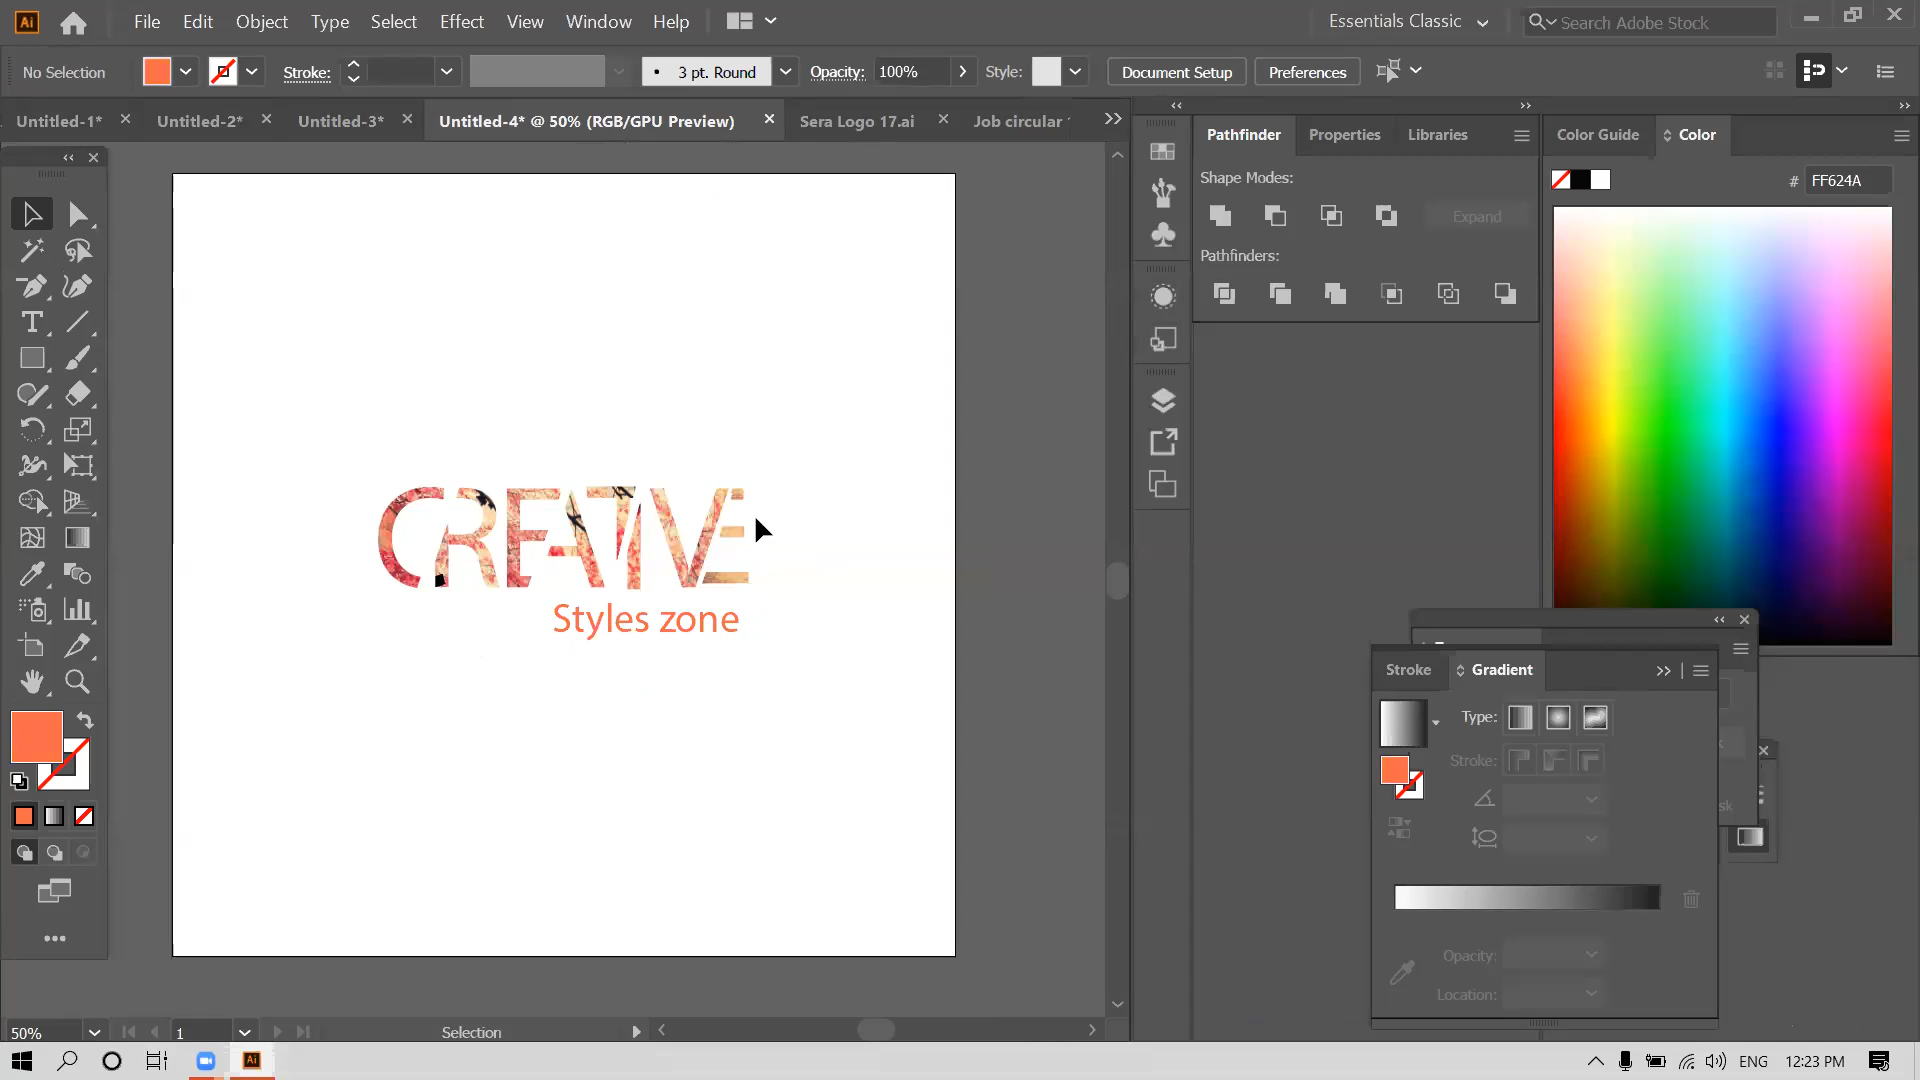 File Edit Object Type Select Effect View Window Help
Essentials Classic
Search Adobe Stock
No Selection
Stroke:
3 pt. Round
Opacity: 100%
Style:
Document Setup
Preferences
Untitled-1*
Untitled-2*
Untitled-3*
Untitled-4* @ 50% (RGB/GPU Preview)
Sera Logo 17.ai
Job circular
Pathfinder
Properties
Libraries
Color Guide
Color
Shape Modes:
# FF624A
Expand
Pathfinders:
CREATIVE
Styles zone
Stroke
Gradient
Type:
Stroke:
Opacity:
Location:
50%
1
Selection
ENG
12:23 PM